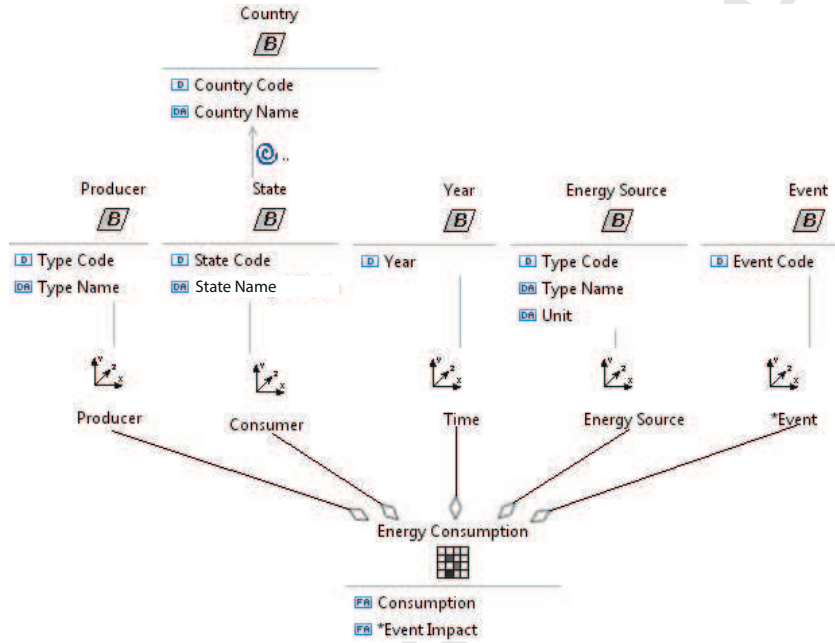 Country
B
D Country Code
DA Country Name
..
Producer State Year Energy Source Event
B B B B B
D Type Code D State Code D Year D Type Code D Event Code
DA Type Name DA State Name DA Type Name
DA Unit
Y Z X Y Z X Y Z X Y Z X Y Z X
Producer Consumer Time Energy Source *Event
Energy Consumption
FA Consumption
FA *Event Impact